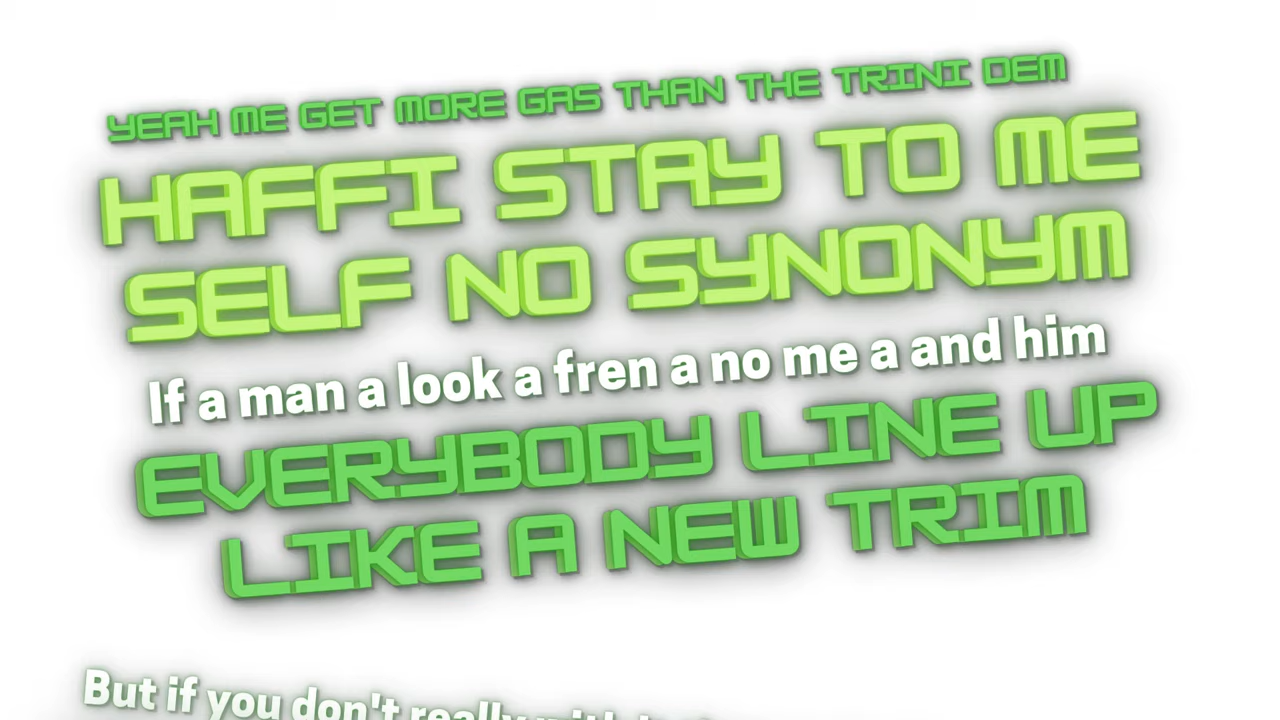 YEAH ME GET MORE GAS THAN THE TRINI DEM
HAFFI STAY TO ME
SELF NO SYNONYM
If a man a look a fren a no me a and him
EVERYBODY LINE UP
LIKE A NEW TRIM
But if you don't really